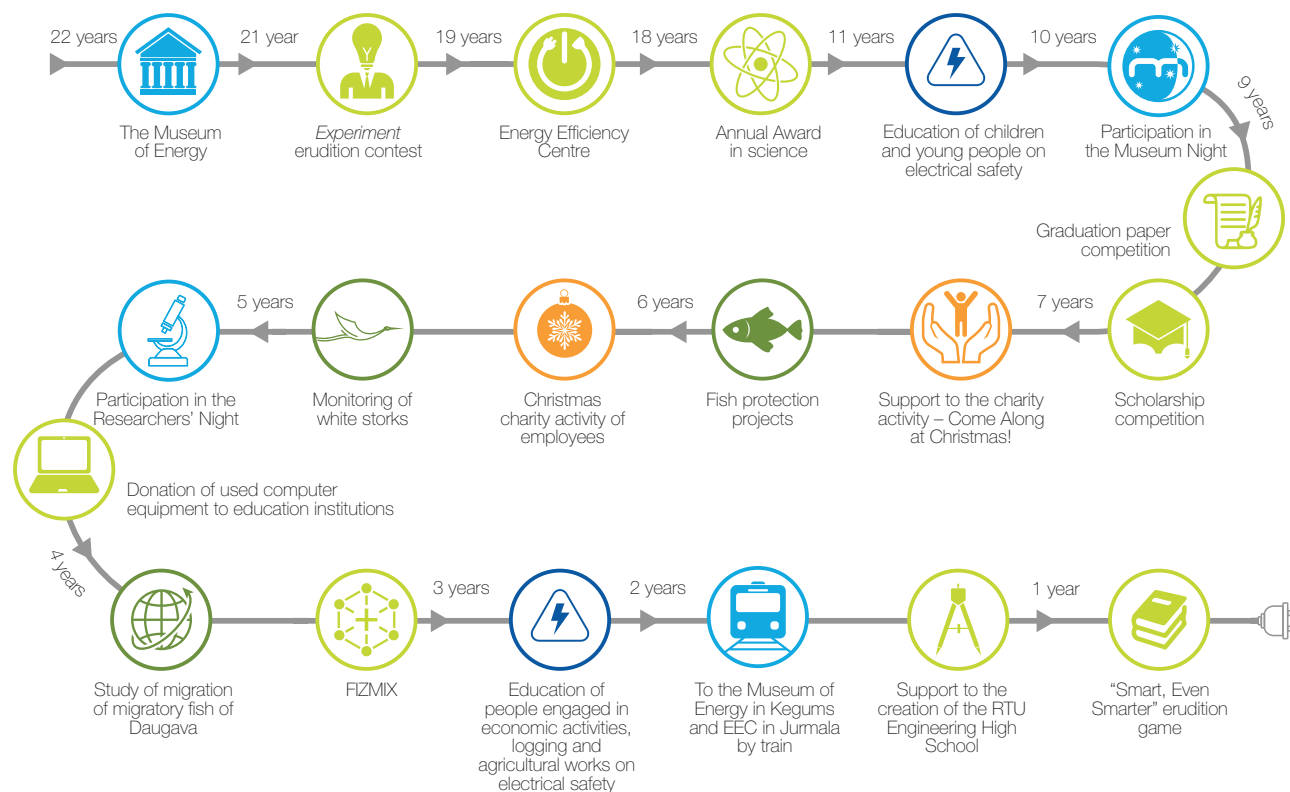 22 years
The Museum
of Energy
21 year
Experiment
erudition contest
19 years
Energy Efficiency
Centre
18 years
Annual Award
in science
11 years
Education of children
and young people on
electrical safety
10 years
Participation in
the Museum Night
9 years
Graduation paper
competition
Scholarship
competition
7 years
Support to the charity
activity – Come Along
at Christmas!
Fish protection
projects
6 years
Christmas
charity activity of
employees
Monitoring of
white storks
5 years
Participation in the
Researchers' Night
Donation of used computer
equipment to education institutions
4 years
Study of migration
of migratory fish of
Daugava
FIZMIX
3 years
Education of
people engaged in
economic activities,
logging and
agricultural works on
electrical safety
2 years
To the Museum of
Energy in Kegums
and EEC in Jurmala
by train
Support to the
creation of the RTU
Engineering High
School
1 year
“Smart, Even
Smarter” erudition
game